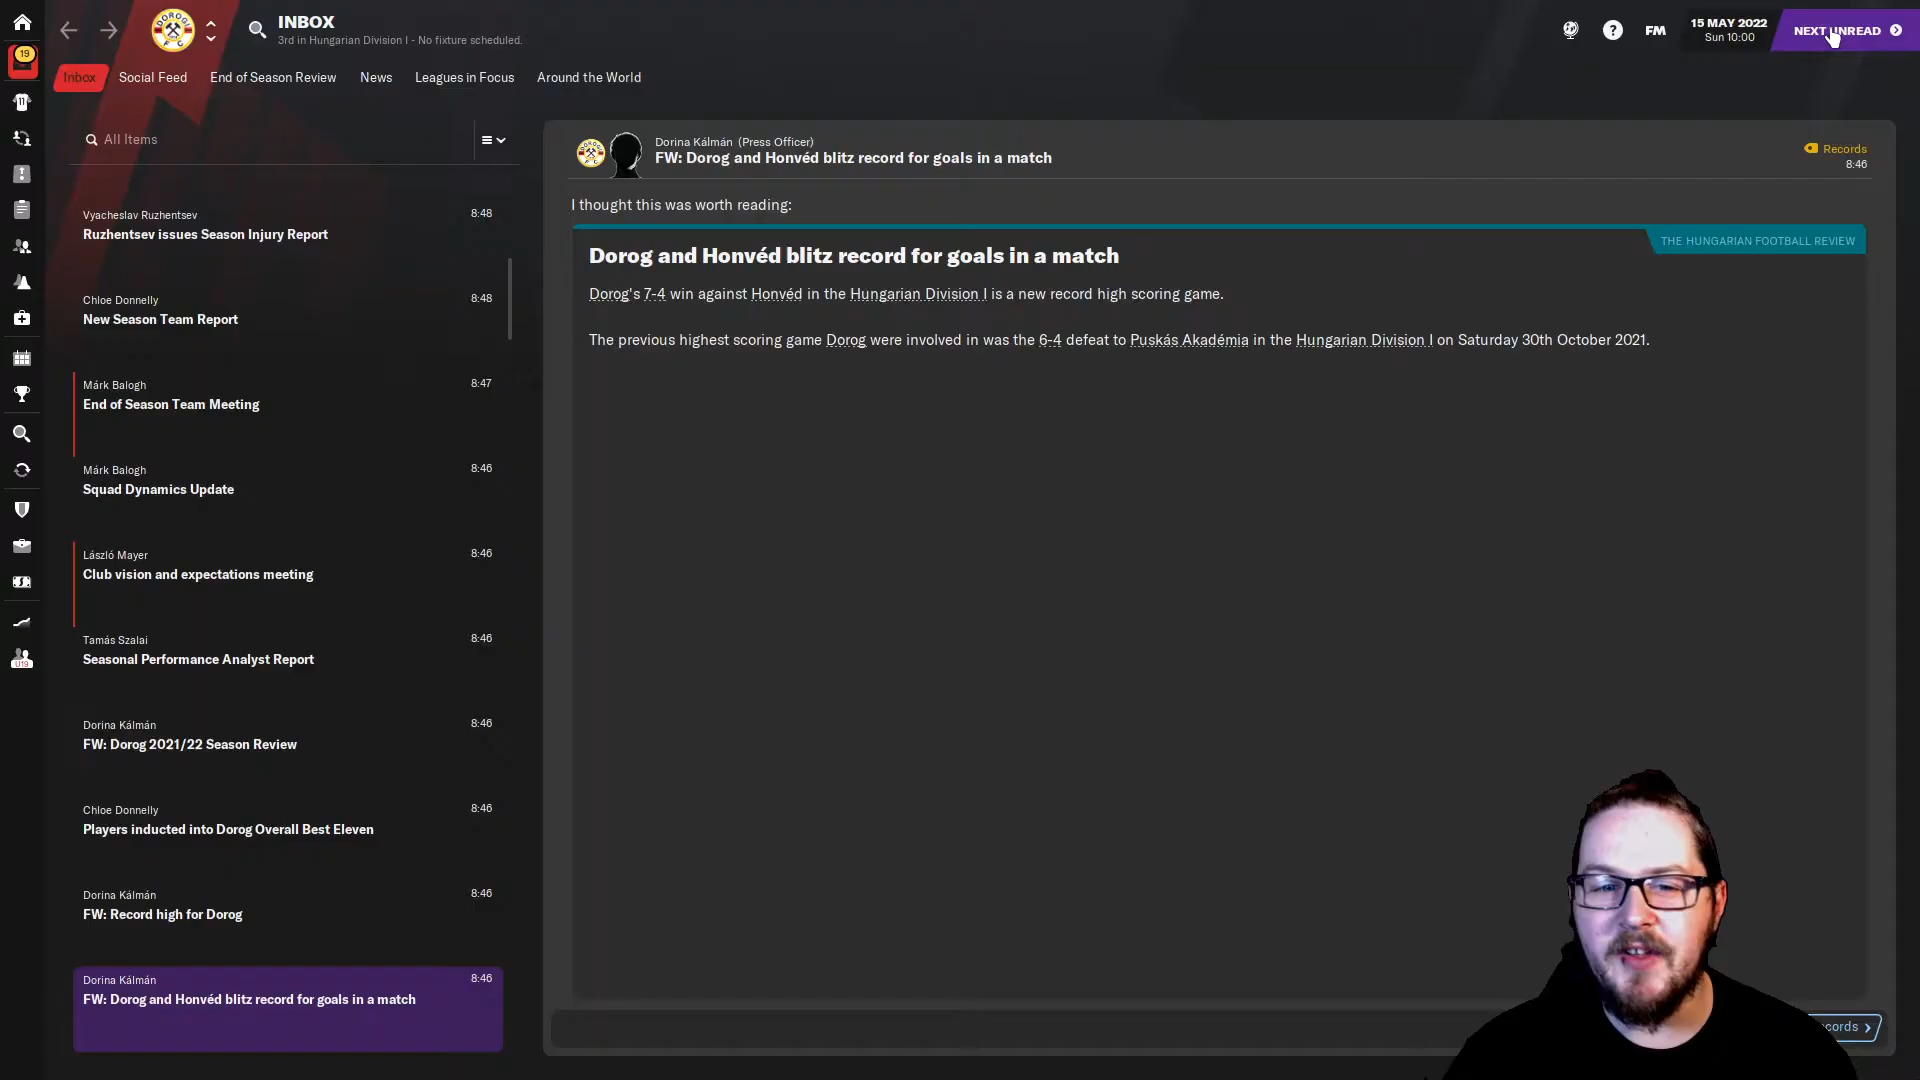 19
DOROGI
F C
INBOX
3rd in Hungarian Division I - No fixture scheduled.
FM
15 MAY 2022
Sun 10:00
NEXT UNREAD
Inbox
Social Feed
End of Season Review
News
Leagues in Focus
Around the World
All Items
Vyacheslav Ruzhentsev
8:48
Ruzhentsev issues Season Injury Report
Chloe Donnelly
8:48
New Season Team Report
Márk Balogh
8:47
End of Season Team Meeting
Márk Balogh
8:46
Squad Dynamics Update
László Mayer
8:46
Club vision and expectations meeting
Tamás Szalai
8:46
Seasonal Performance Analyst Report
Dorina Kálmán
8:46
FW: Dorog 2021/22 Season Review
Chloe Donnelly
8:46
Players inducted into Dorog Overall Best Eleven
Dorina Kálmán
8:46
FW: Record high for Dorog
Dorina Kálmán
8:46
FW: Dorog and Honvéd blitz record for goals in a match
U19
Dorina Kálmán (Press Officer)
FW: Dorog and Honvéd blitz record for goals in a match
Records
8:46
I thought this was worth reading:
THE HUNGARIAN FOOTBALL REVIEW
Dorog and Honvéd blitz record for goals in a match
Dorog's 7-4 win against Honvéd in the Hungarian Division I is a new record high scoring game.
The previous highest scoring game Dorog were involved in was the 6-4 defeat to Puskás Akadémia in the Hungarian Division I on Saturday 30th October 2021.
cords